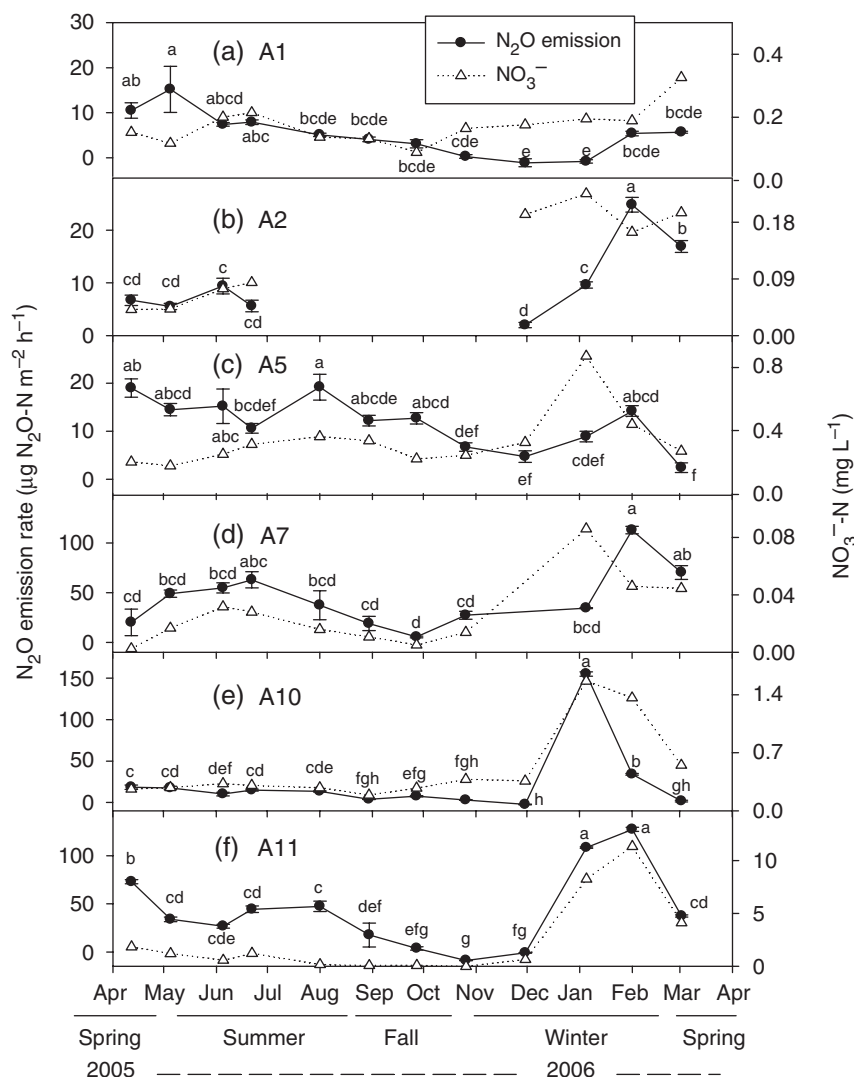 N₂O emission rate (µg N₂O-N m⁻² h⁻¹)
NO₃⁻-N (mg L⁻¹)
N₂O emission
NO₃⁻
(a) A1
30
20
10
0
0.4
0.2
0.0
ab
a
abcd
abc
bcde
bcde
bcde
cde
e
e
bcde
bcde
(b) A2
20
10
0
0.18
0.09
0.00
cd
cd
c
cd
d
c
a
b
(c) A5
20
10
0
0.8
0.4
0.0
ab
abcd
abc
bcdef
a
abcde
abcd
def
ef
cdef
abcd
f
(d) A7
100
50
0
0.08
0.04
0.00
cd
bcd
bcd
abc
bcd
cd
d
cd
bcd
a
ab
(e) A10
150
100
50
0
1.4
0.7
0.0
c
cd
def
cd
cde
fgh
efg
fgh
h
a
b
gh
(f) A11
100
50
0
10
5
0
b
cd
cde
cd
c
def
efg
g
fg
a
a
cd
Apr May Jun Jul Aug Sep Oct Nov Dec Jan Feb Mar Apr
Spring Summer Fall Winter Spring
2005 2006